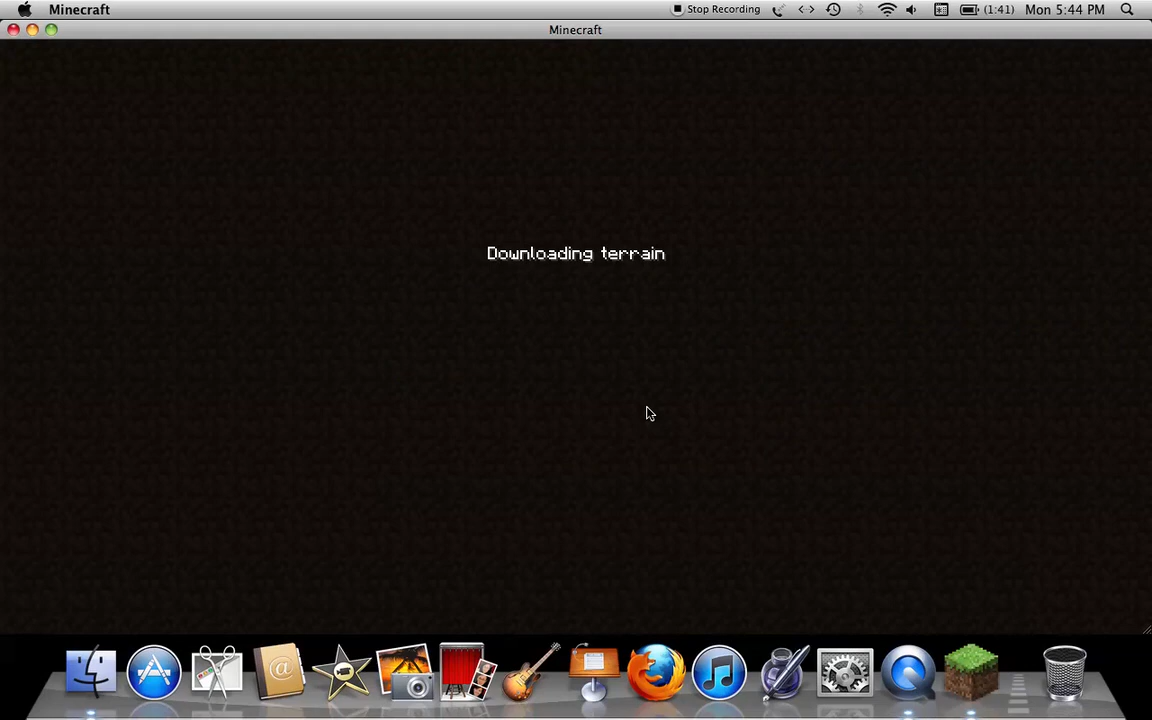 Minecraft
Stop Recording
(1:41)
Mon 5:44 PM
Minecraft
Downloading terrain